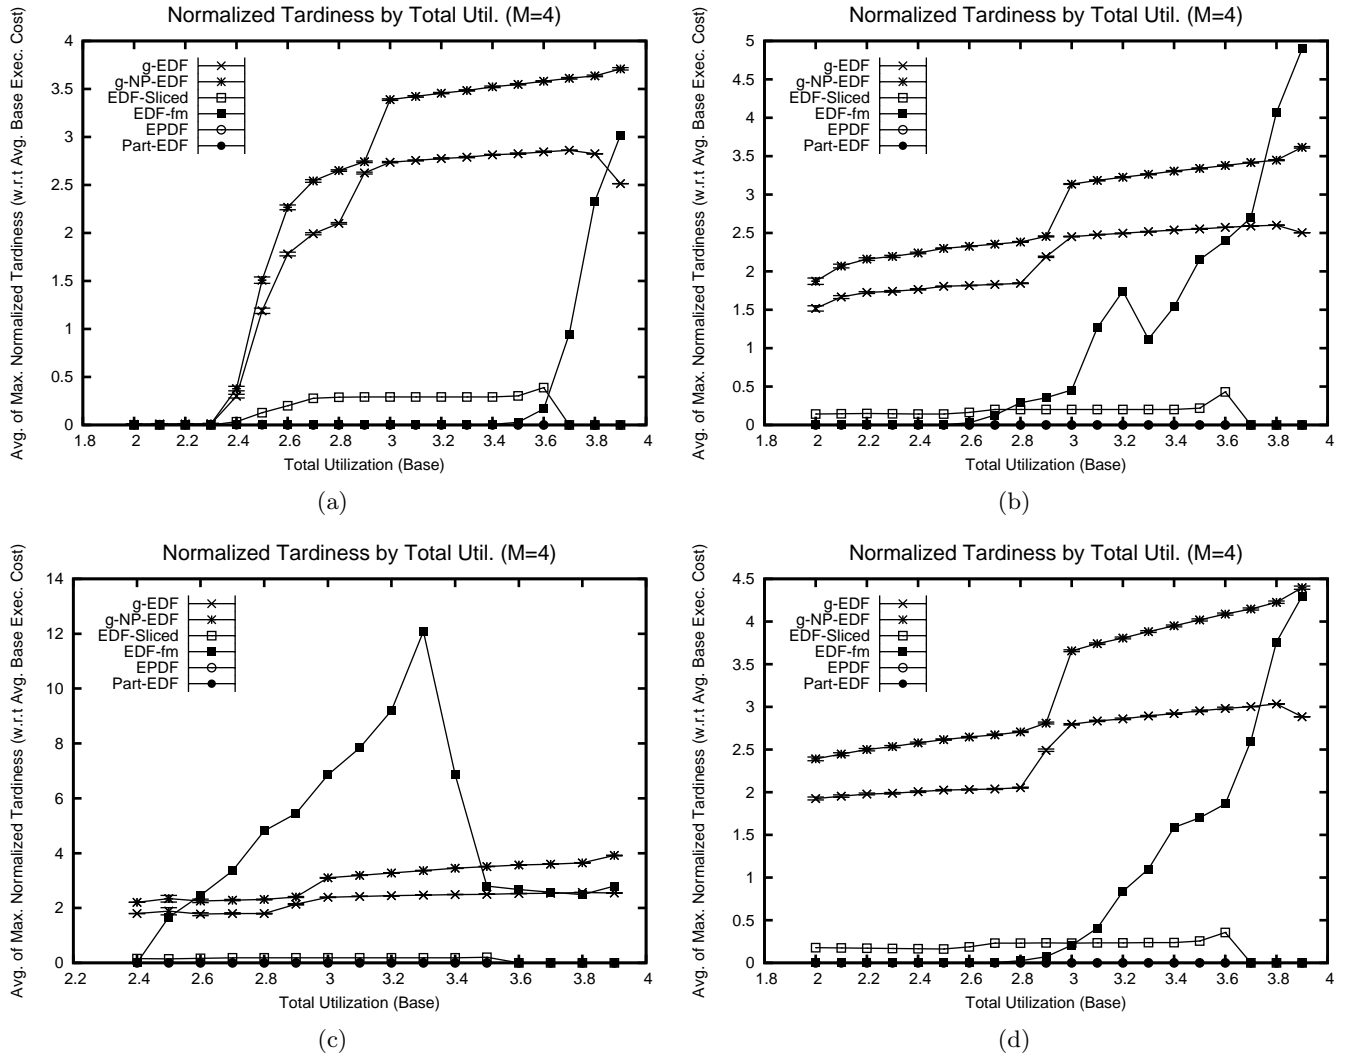 Normalized Tardiness by Total Util. (M=4)
Avg. of Max. Normalized Tardiness (w.r.t Avg. Base Exec. Cost)
4
3.5
3
2.5
2
1.5
1
0.5
0
g-EDF
g-NP-EDF
EDF-Sliced
EDF-fm
EPDF
Part-EDF
1.8 2 2.2 2.4 2.6 2.8 3 3.2 3.4 3.6 3.8 4
Total Utilization (Base)
(a)
Normalized Tardiness by Total Util. (M=4)
Avg. of Max. Normalized Tardiness (w.r.t Avg. Base Exec. Cost)
5
4.5
4
3.5
3
2.5
2
1.5
1
0.5
0
g-EDF
g-NP-EDF
EDF-Sliced
EDF-fm
EPDF
Part-EDF
1.8 2 2.2 2.4 2.6 2.8 3 3.2 3.4 3.6 3.8 4
Total Utilization (Base)
(b)
Normalized Tardiness by Total Util. (M=4)
Avg. of Max. Normalized Tardiness (w.r.t Avg. Base Exec. Cost)
14
12
10
8
6
4
2
0
g-EDF
g-NP-EDF
EDF-Sliced
EDF-fm
EPDF
Part-EDF
2.2 2.4 2.6 2.8 3 3.2 3.4 3.6 3.8 4
Total Utilization (Base)
(c)
Normalized Tardiness by Total Util. (M=4)
Avg. of Max. Normalized Tardiness (w.r.t Avg. Base Exec. Cost)
4.5
4
3.5
3
2.5
2
1.5
1
0.5
0
g-EDF
g-NP-EDF
EDF-Sliced
EDF-fm
EPDF
Part-EDF
1.8 2 2.2 2.4 2.6 2.8 3 3.2 3.4 3.6 3.8 4
Total Utilization (Base)
(d)